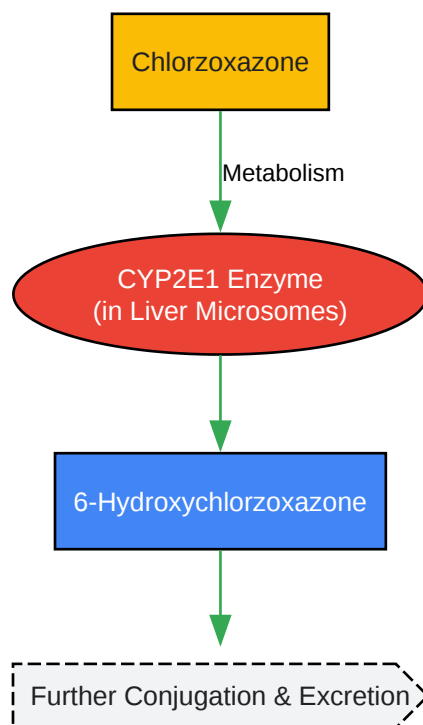 Chlorzoxazone
Metabolism
CYP2E1 Enzyme
(in Liver Microsomes)
6-Hydroxychlorzoxazone
Further Conjugation & Excretion